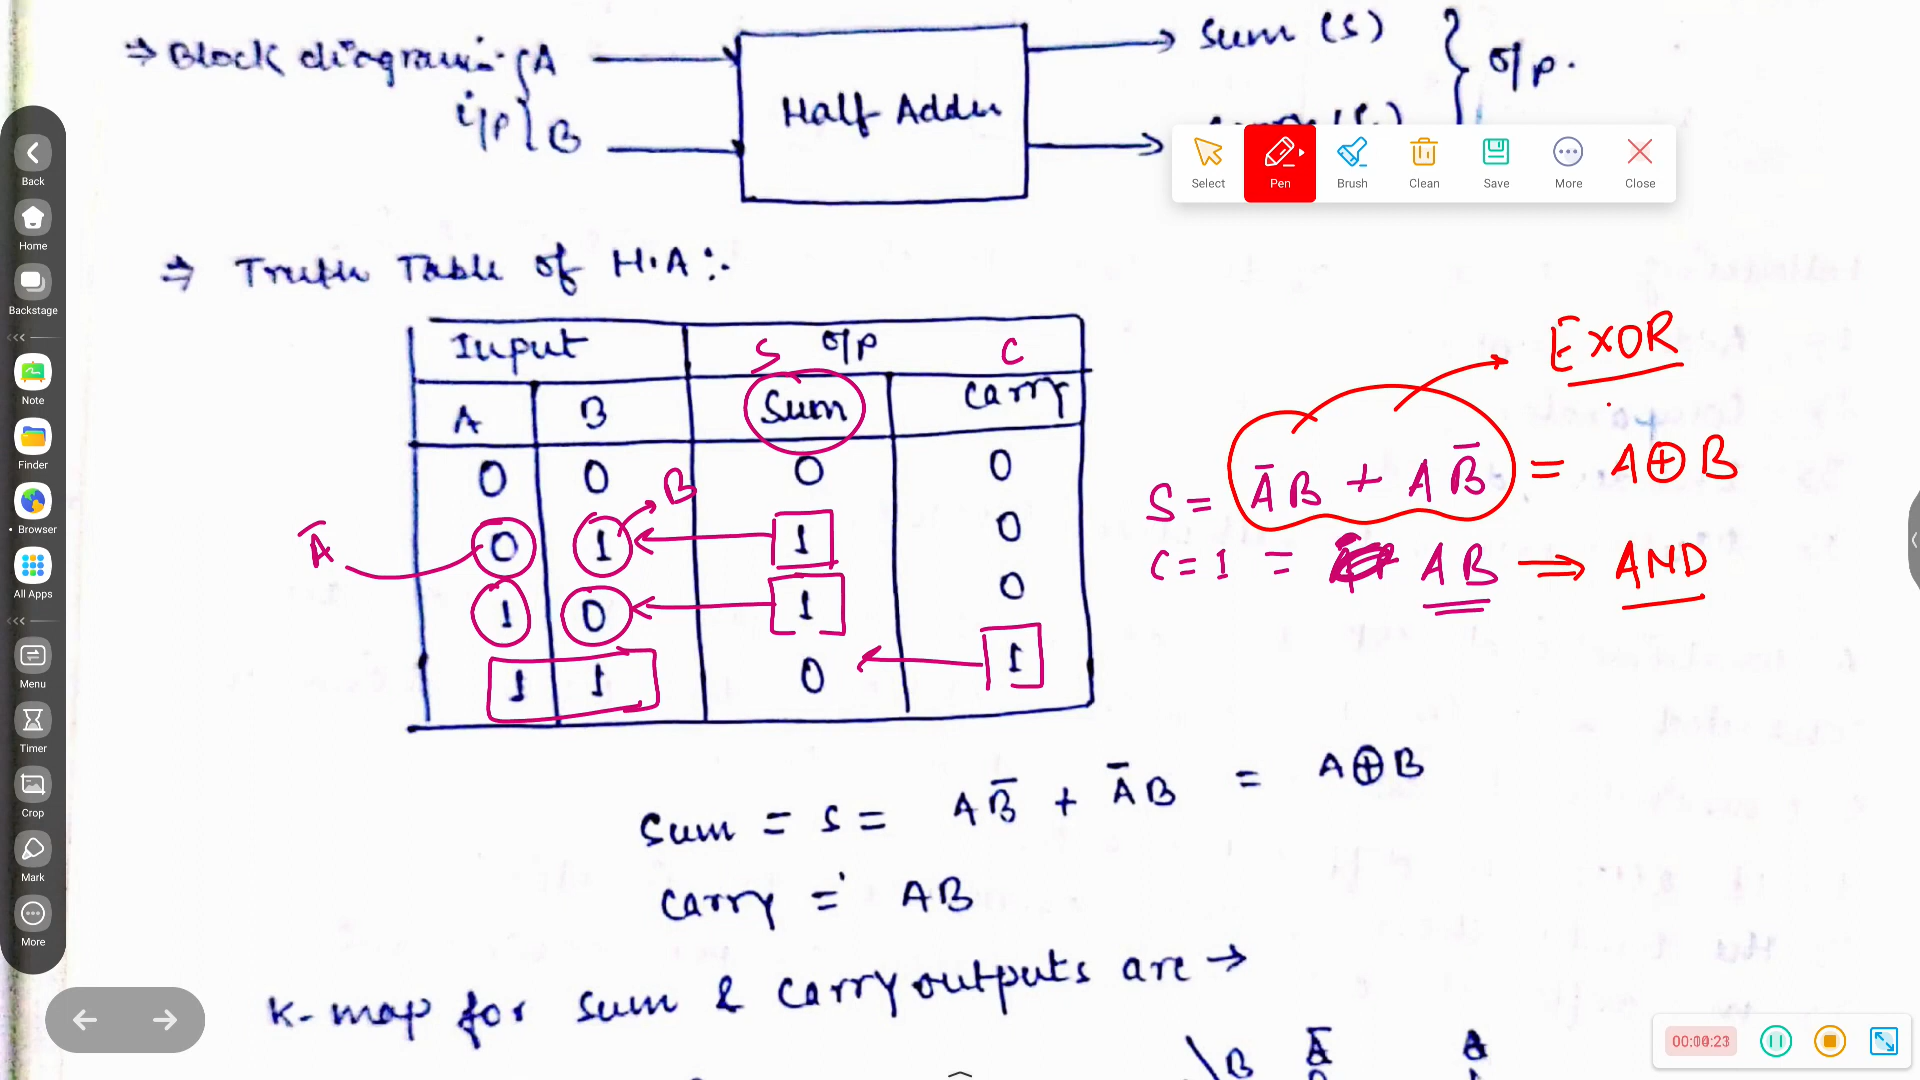 ⇒ Block diagram:- A
i/p B
Half Adder
Sum (S)
o/p.
Select Pen Brush Clean Save More Close
⇒ Truth Table of H.A:-
Input S o/p C
A B Sum Carry
0 0 0 0
0 1 1 0
1 0 1 0
1 1 0 1
Ā
B
EXOR
S = ĀB + AB̄ = A⊕B
C = 1 = AB ⇒ AND
Sum = S = AB̄ + ĀB = A⊕B
Carry = AB
K-map for Sum & Carry outputs are →
B Ā A
Back
Home
Backstage
Note
Finder
Browser
All Apps
Menu
Timer
Crop
Mark
More